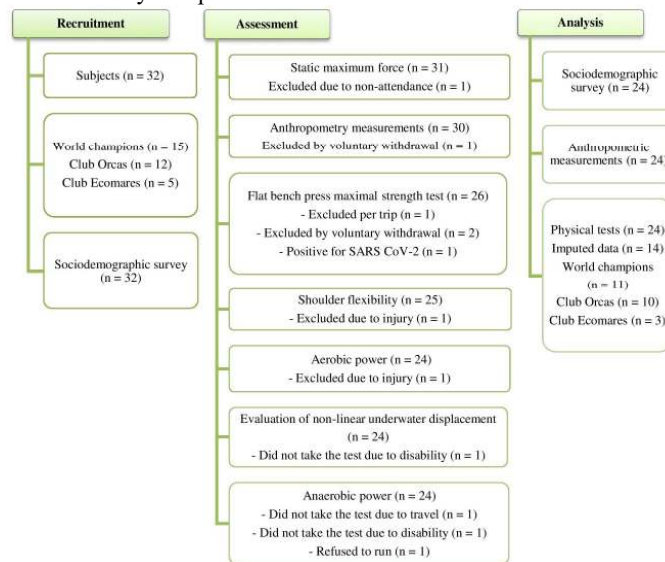 Recruitment
Subjects (n = 32)
World champions (n – 15)
Club Orcas (n = 12)
Club Ecomares (n = 5)
Sociodemographic survey
(n = 32)
Assessment
Static maximum force (n = 31)
Excluded due to non-attendance (n = 1)
Anthropometry measurements (n = 30)
Excluded by voluntary withdrawal (n – 1)
Flat bench press maximal strength test (n = 26)
- Excluded per trip (n = 1)
- Excluded by voluntary withdrawal (n = 2)
- Positive for SARS CoV-2 (n = 1)
Shoulder flexibility (n = 25)
- Excluded due to injury (n = 1)
Aerobic power (n = 24)
- Excluded due to injury (n = 1)
Evaluation of non-linear underwater displacement
(n = 24)
- Did not take the test due to disability (n = 1)
Anaerobic power (n = 24)
- Did not take the test due to travel (n = 1)
- Did not take the test due to disability (n = 1)
- Refused to run (n = 1)
Analysis
Sociodemographic
survey (n = 24)
Anthropometric
measurements (n = 24)
Physical tests (n = 24)
Imputed data (n = 14)
World champions
(n = 11)
Club Orcas (n = 10)
Club Ecomares (n = 3)